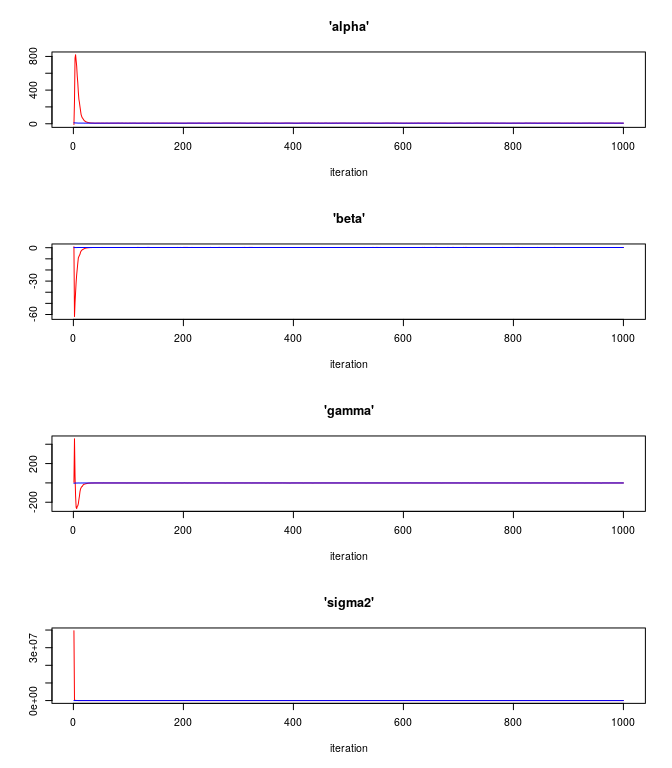 'alpha'
800
400
0
0 200 400 600 800 1000
iteration
'beta'
0
-30
-60
0 200 400 600 800 1000
iteration
'gamma'
200
-200
0 200 400 600 800 1000
iteration
'sigma2'
3e+07
0e+00
0 200 400 600 800 1000
iteration